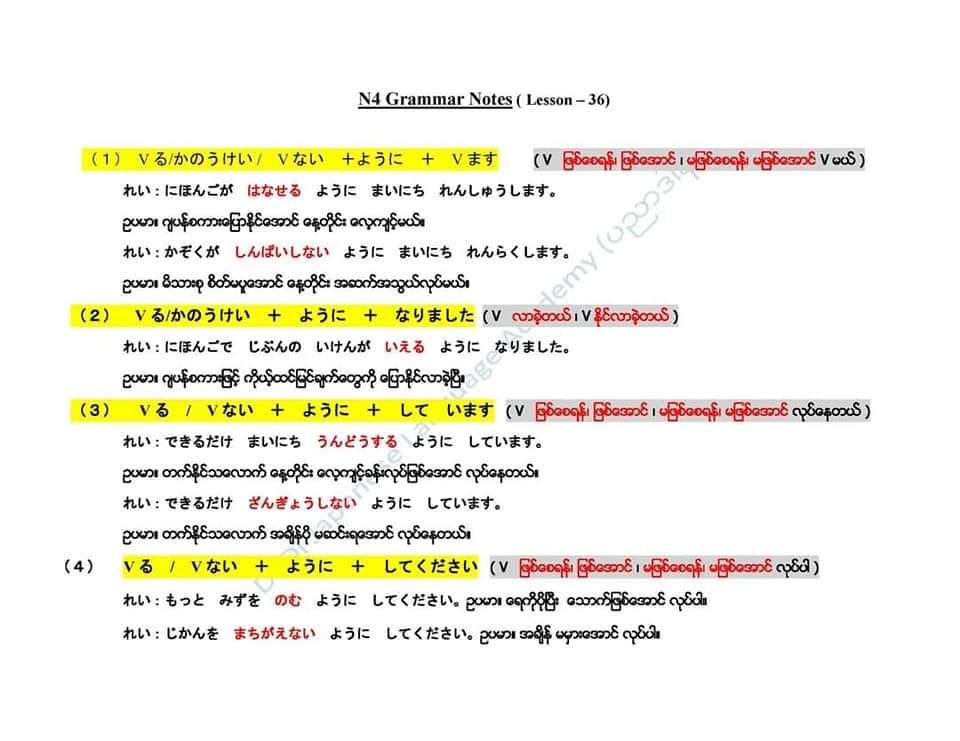 N4 Grammar Notes ( Lesson – 36)
（１） Vる/かのうけい / Vない ＋ように ＋ Vます ( V ဖြစ်စေရန်၊ ဖြစ်အောင် ၊ မဖြစ်စေရန်၊ မဖြစ်အောင် V မယ် )
れい：にほんごが はなせる ように まいにち れんしゅうします。
ဥပမာ။ ဂျပန်စကားပြောနိုင်အောင် နေ့တိုင်း လေ့ကျင့်မယ်။
れい：かぞくが しんぱいしない ように まいにち れんらくします。
ဥပမာ။ မိသားစု စိတ်မပူအောင် နေ့တိုင်း အဆက်အသွယ်လုပ်မယ်။
（２） Vる/かのうけい ＋ ように ＋ なりました ( V လာခဲ့တယ် ၊ V နိုင်လာခဲ့တယ် )
れい：にほんごで じぶんの いけんが いえる ように なりました。
ဥပမာ။ ဂျပန်စကားဖြင့် ကိုယ့်ထင်မြင်ချက်တွေကို ပြောနိုင်လာခဲ့ပြီ။
（３） Vる / Vない ＋ ように ＋ して います ( V ဖြစ်စေရန်၊ ဖြစ်အောင် ၊ မဖြစ်စေရန်၊ မဖြစ်အောင် လုပ်နေတယ် )
れい：できるだけ まいにち うんどうする ように しています。
ဥပမာ။ တက်နိုင်သလောက် နေ့တိုင်း လေ့ကျင့်ခန်းလုပ်ဖြစ်အောင် လုပ်နေတယ်။
れい：できるだけ ざんぎょうしない ように しています。
ဥပမာ။ တက်နိုင်သလောက် အချိန်ပို မဆင်းရအောင် လုပ်နေတယ်။
（４） Vる / Vない ＋ ように ＋ してください ( V ဖြစ်စေရန်၊ ဖြစ်အောင် ၊ မဖြစ်စေရန်၊ မဖြစ်အောင် လုပ်ပါ )
れい：もっと みずを のむ ように してください。ဥပမာ။ ရေကိုပိုပြီး သောက်ဖြစ်အောင် လုပ်ပါ။
れい：じかんを まちがえない ように してください。ဥပမာ။ အချိန် မမှားအောင် လုပ်ပါ။
Japanese Language Academy